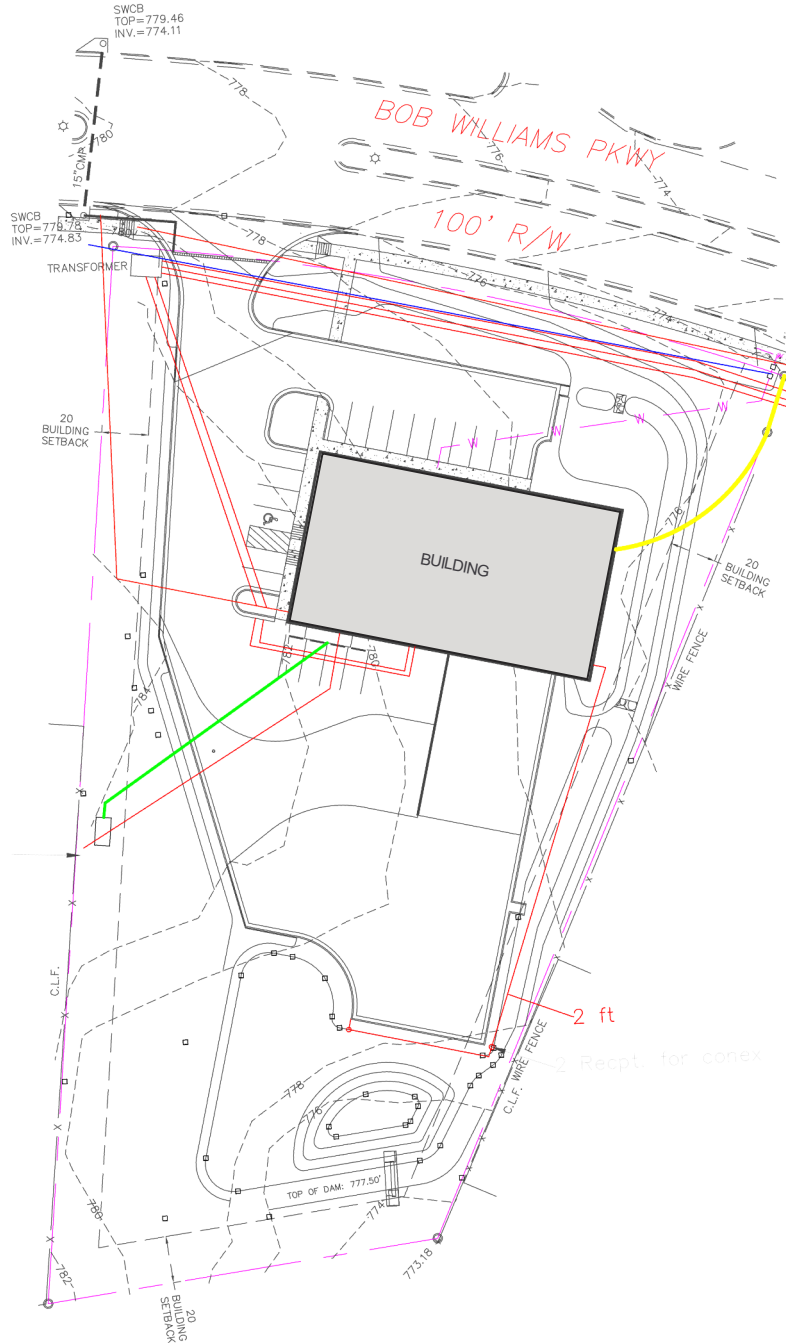 SWCB
TOP=779.46
INV.=774.11
778
780
15"CMP
BOB WILLIAMS PKWY
776
774
100' R/W
SWCB
TOP=779.78
INV.=774.83
780
778
776
774
TRANSFORMER
W
20
BUILDING
SETBACK
W
W
W
776
BUILDING
20
BUILDING
SETBACK
782
780
WIRE FENCE
784
C.L.F.
2 ft
2 Recpt. for conex
C.L.F. WIRE FENCE
778
776
TOP OF DAM: 777.50'
774
780
782
20
BUILDING
SETBACK
773.18